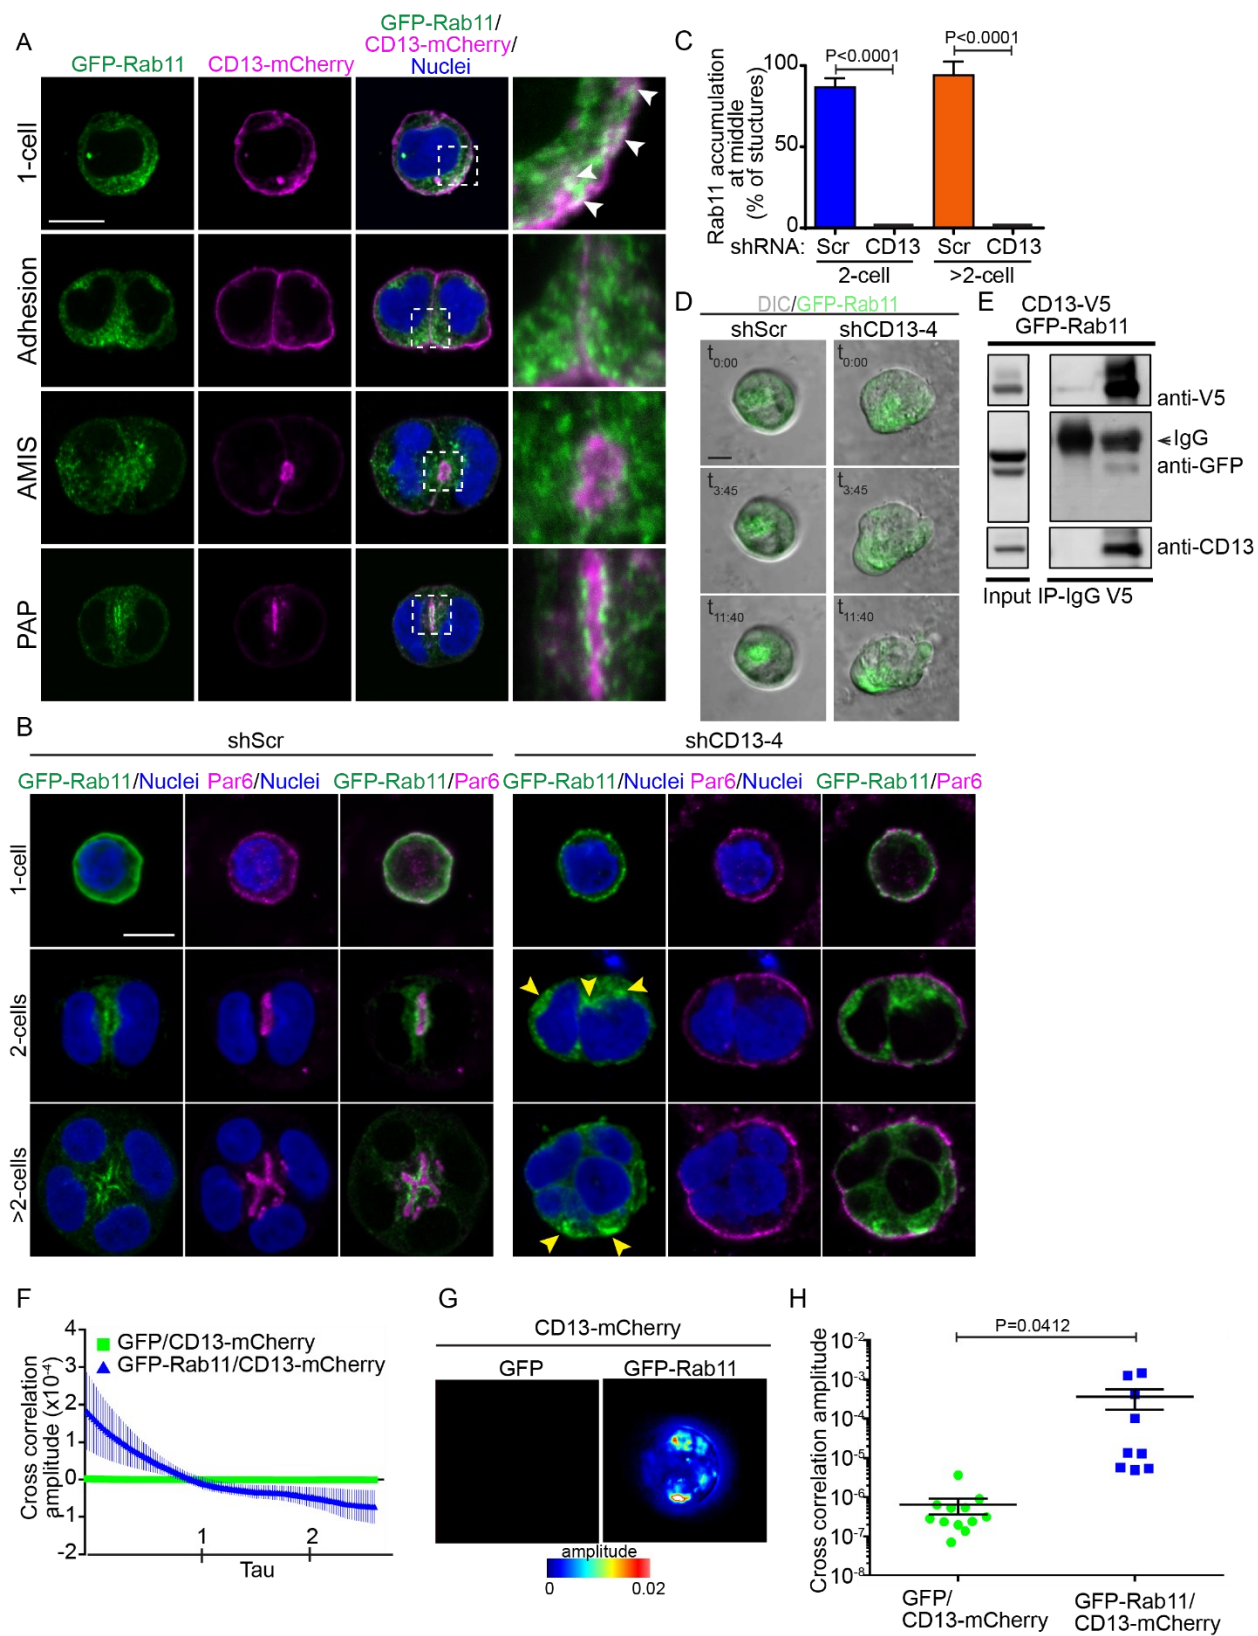 A
GFP-Rab11
CD13-mCherry
GFP-Rab11/
CD13-mCherry/
Nuclei
1-cell
Adhesion
AMIS
PAP
B
shScr
shCD13-4
GFP-Rab11/Nuclei
Par6/Nuclei
GFP-Rab11/Par6
GFP-Rab11/Nuclei
Par6/Nuclei
GFP-Rab11/Par6
1-cell
2-cells
>2-cells
C
Rab11 accumulation
at middle
(% of stuctures)
100
50
0
P<0.0001
P<0.0001
shRNA:
Scr
CD13
Scr
CD13
2-cell
>2-cell
D
DIC/GFP-Rab11
shScr
shCD13-4
t0:00
t0:00
t3:45
t3:45
t11:40
t11:40
E
CD13-V5
GFP-Rab11
anti-V5
IgG
anti-GFP
anti-CD13
Input IP-IgG V5
F
Cross correlation
amplitude (x10-4)
4
3
2
1
0
-1
-2
GFP/CD13-mCherry
GFP-Rab11/CD13-mCherry
1
2
Tau
G
CD13-mCherry
GFP
GFP-Rab11
amplitude
0
0.02
H
Cross correlation amplitude
10-2
10-3
10-4
10-5
10-6
10-7
10-8
P=0.0412
GFP/
CD13-mCherry
GFP-Rab11/
CD13-mCherry